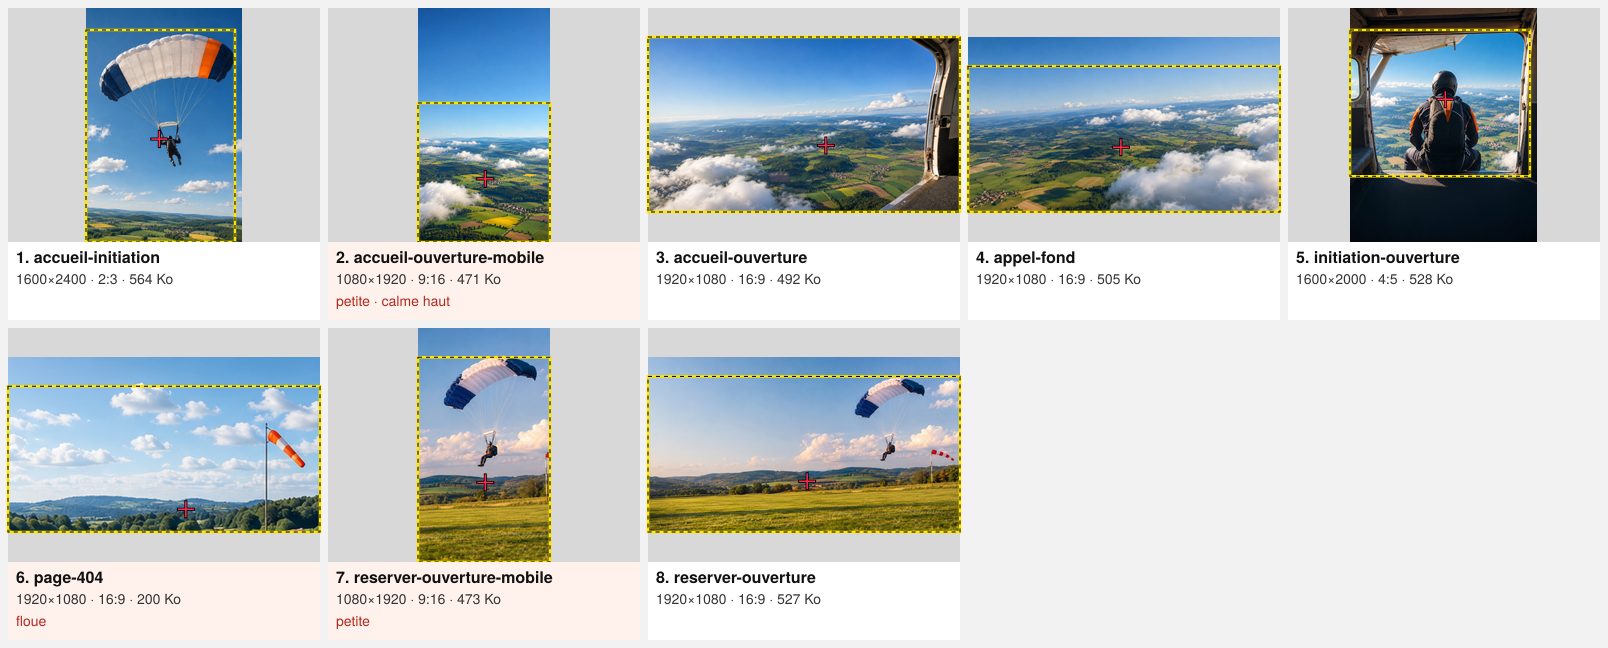 1. accueil-initiation
1600×2400 · 2:3 · 564 Ko
2. accueil-ouverture-mobile
1080×1920 · 9:16 · 471 Ko
petite · calme haut
3. accueil-ouverture
1920×1080 · 16:9 · 492 Ko
4. appel-fond
1920×1080 · 16:9 · 505 Ko
5. initiation-ouverture
1600×2000 · 4:5 · 528 Ko
6. page-404
1920×1080 · 16:9 · 200 Ko
floue
7. reserver-ouverture-mobile
1080×1920 · 9:16 · 473 Ko
petite
8. reserver-ouverture
1920×1080 · 16:9 · 527 Ko